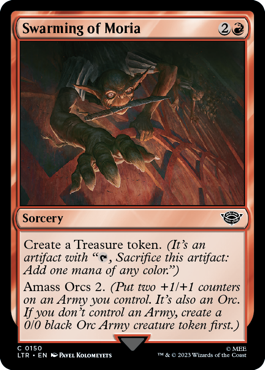 Swarming of Moria 2
Sorcery
Create a Treasure token. (It's an
artifact with “, Sacrifice this artifact:
Add one mana of any color.”)
Amass Orcs 2. (Put two +1/+1 counters
on an Army you control. It's also an Orc.
If you don't control an Army, create a
0/0 black Orc Army creature token first.)
C 0150
LTR • EN PAVEL KOLOMEYETS
© MEE
™ & © 2023 Wizards of the Coast